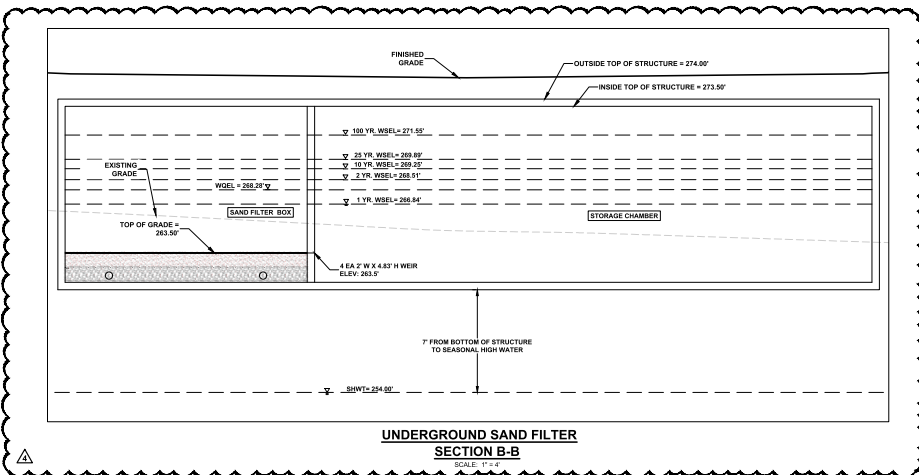 FINISHED
GRADE
OUTSIDE TOP OF STRUCTURE = 274.00'
INSIDE TOP OF STRUCTURE = 273.50'
100 YR. WSEL= 271.55'
25 YR. WSEL= 269.89'
10 YR. WSEL= 269.25'
2 YR. WSEL= 268.51'
EXISTING
GRADE
WQEL = 268.28'
1 YR. WSEL= 266.84'
SAND FILTER BOX
STORAGE CHAMBER
TOP OF GRADE =
263.50'
4 EA 2' W X 4.83' H WEIR
ELEV: 263.5'
7' FROM BOTTOM OF STRUCTURE
TO SEASONAL HIGH WATER
SHWT= 254.00'
UNDERGROUND SAND FILTER
SECTION B-B
SCALE: 1" = 4'
4